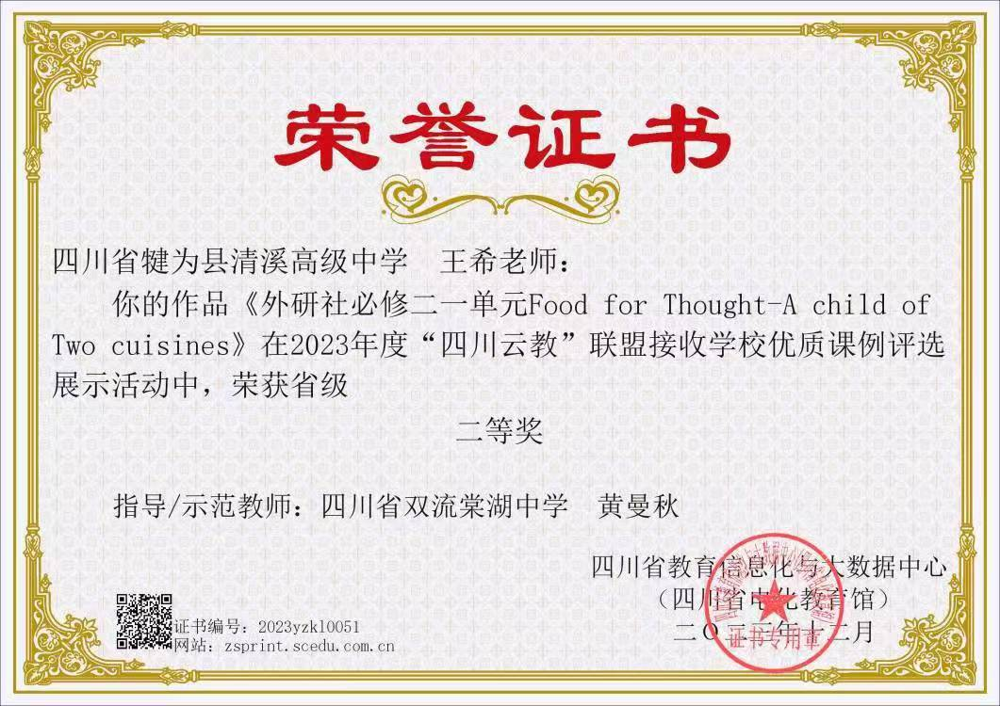 荣誉证书
四川省犍为县清溪高级中学 王希老师：
你的作品《外研社必修二一单元Food for Thought-A child of
Two cuisines》在2023年度“四川云教”联盟接收学校优质课例评选
展示活动中，荣获省级
二等奖
指导/示范教师：四川省双流棠湖中学 黄曼秋
四川省教育信息化与大数据中心
（四川省电化教育馆）
二〇二三年十二月
证书专用章
证书编号：2023yzkl0051
网站：zsprint.scedu.com.cn